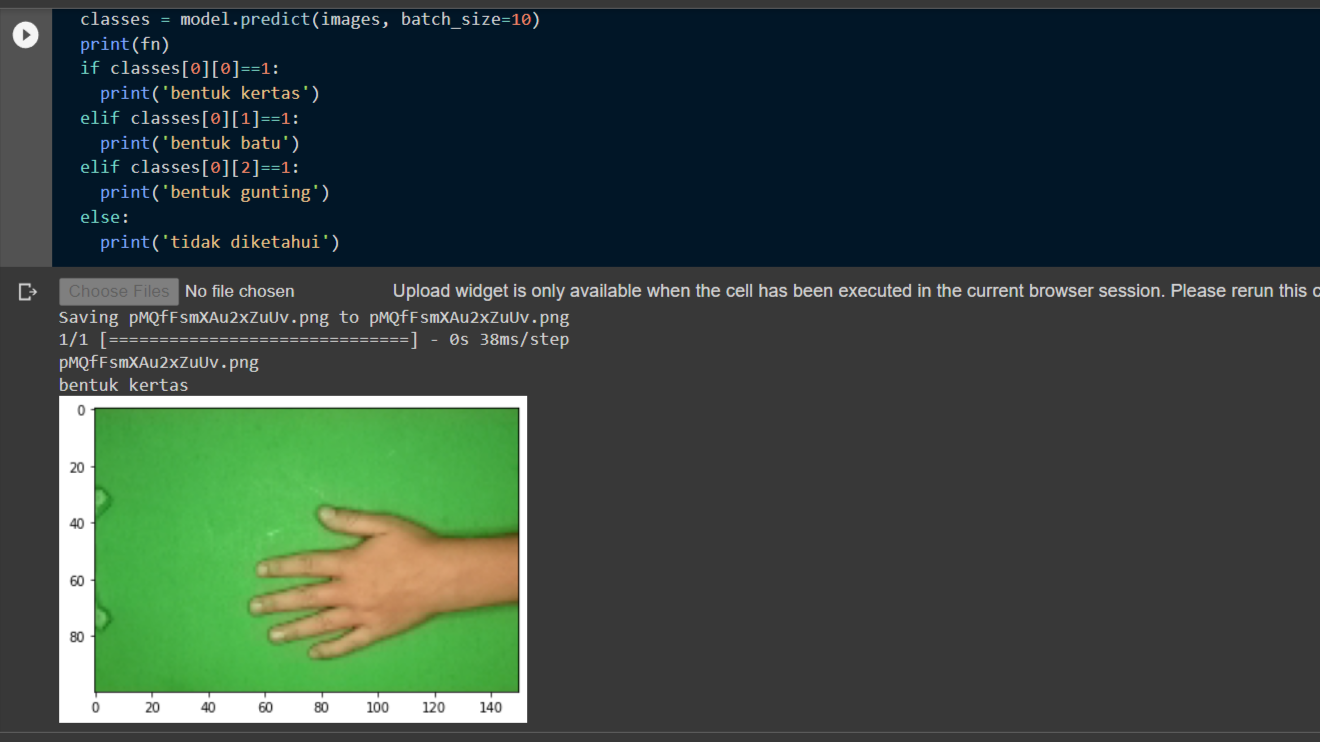 classes = model.predict(images, batch_size=10)
print(fn)
if classes[0][0]==1:
print('bentuk kertas')
elif classes[0][1]==1:
print('bentuk batu')
elif classes[0][2]==1:
print('bentuk gunting')
else:
print('tidak diketahui')
Choose Files No file chosen Upload widget is only available when the cell has been executed in the current browser session. Please rerun this c
Saving pMQfFsmXAu2xZuUv.png to pMQfFsmXAu2xZuUv.png
1/1 [==============================] - 0s 38ms/step
pMQfFsmXAu2xZuUv.png
bentuk kertas
0
20
40
60
80
0 20 40 60 80 100 120 140